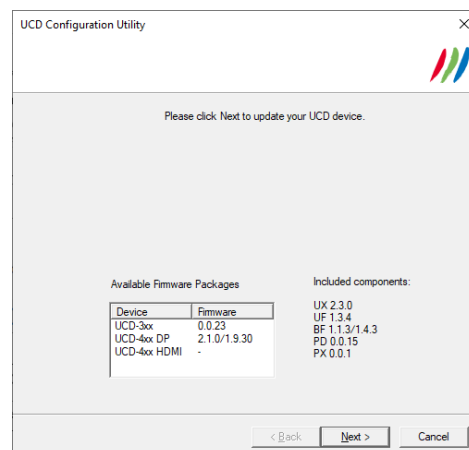 UCD Configuration Utility
Please click Next to update your UCD device.
Available Firmware Packages
Device Firmware
UCD-3xx 0.0.23
UCD-4xx DP 2.1.0/1.9.30
UCD-4xx HDMI -
Included components:
UX 2.3.0
UF 1.3.4
BF 1.1.3/1.4.3
PD 0.0.15
PX 0.0.1
< Back Next > Cancel